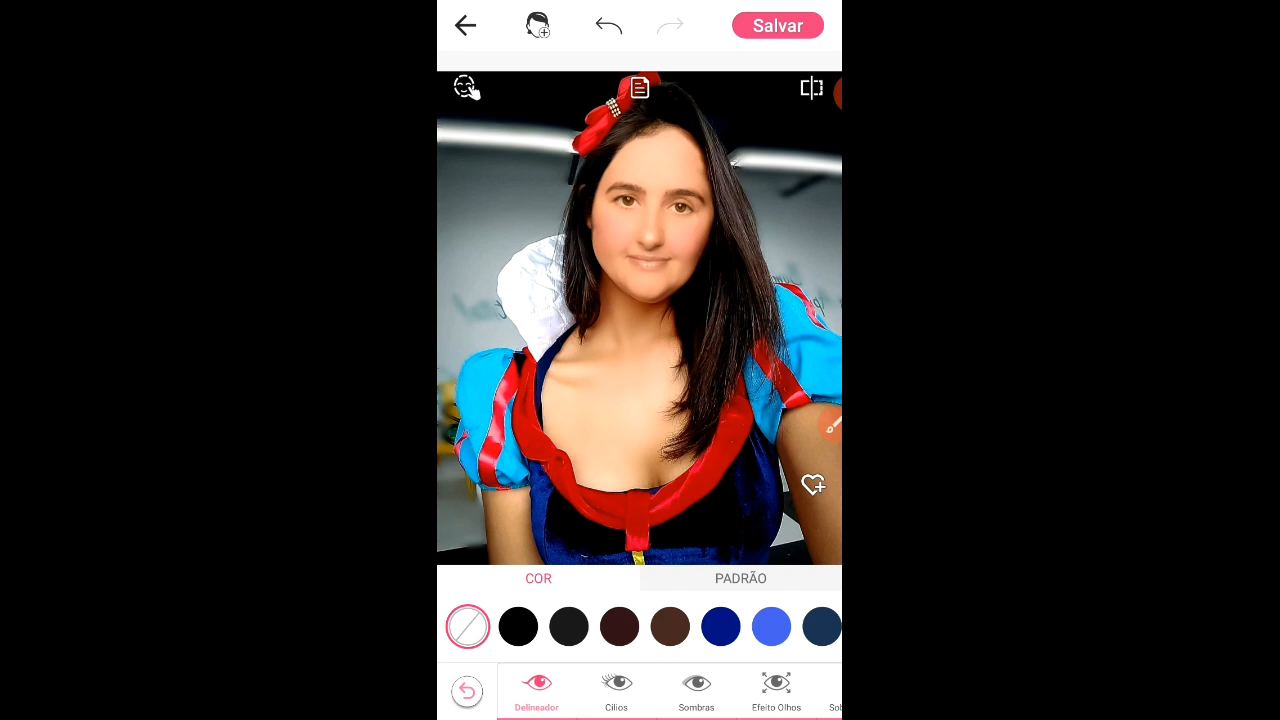 Salvar
COR
PADRÃO
Delineador
Cílios
Sombras
Efeito Olhos